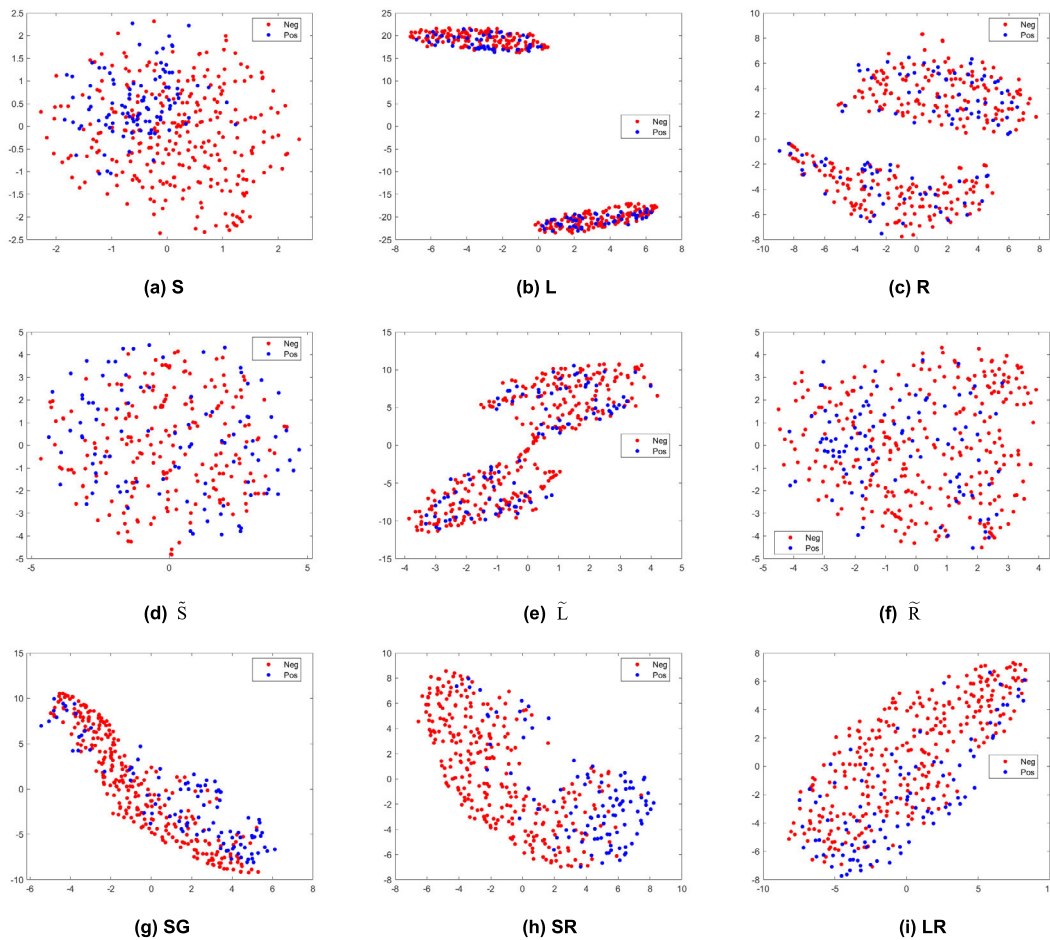 2.5
2
1.5
1
0.5
0
-0.5
-1
-1.5
-2
-2.5
-2 -1 0 1 2
Neg
Pos
(a) S
25
20
15
10
5
0
-5
-10
-15
-20
-25
-8 -6 -4 -2 0 2 4 6 8
Neg
Pos
(b) L
10
8
6
4
2
0
-2
-4
-6
-8
-10 -8 -6 -4 -2 0 2 4 6 8
Neg
Pos
(c) R
5
4
3
2
1
0
-1
-2
-3
-4
-5
-5 0 5
Neg
Pos
(d) S̃
15
10
5
0
-5
-10
-15
-4 -3 -2 -1 0 1 2 3 4 5
Neg
Pos
(e) L̃
5
4
3
2
1
0
-1
-2
-3
-4
-5
-5 -4 -3 -2 -1 0 1 2 3 4
Neg
Pos
(f) R̃
15
10
5
0
-5
-10
-6 -4 -2 0 2 4 6 8
Neg
Pos
(g) SG
10
8
6
4
2
0
-2
-4
-6
-8
-8 -6 -4 -2 0 2 4 6 8 10
Neg
Pos
(h) SR
8
6
4
2
0
-2
-4
-6
-8
-10 -5 0 5 1
Neg
Pos
(i) LR